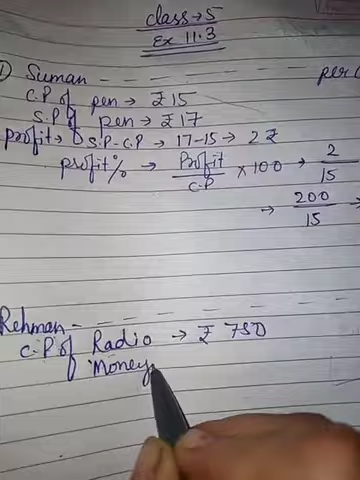 class → 5
Ex 11.3
1) Suman - - - - - - per c
C.P of pen → ₹15
S.P of pen → ₹17
profit → S.P - C.P → 17-15 → 2₹
profit% → Profit/C.P × 100 → 2/15
→ 200/15 →
Rehman - - - - - - -
C.P of Radio → ₹ 750
Money